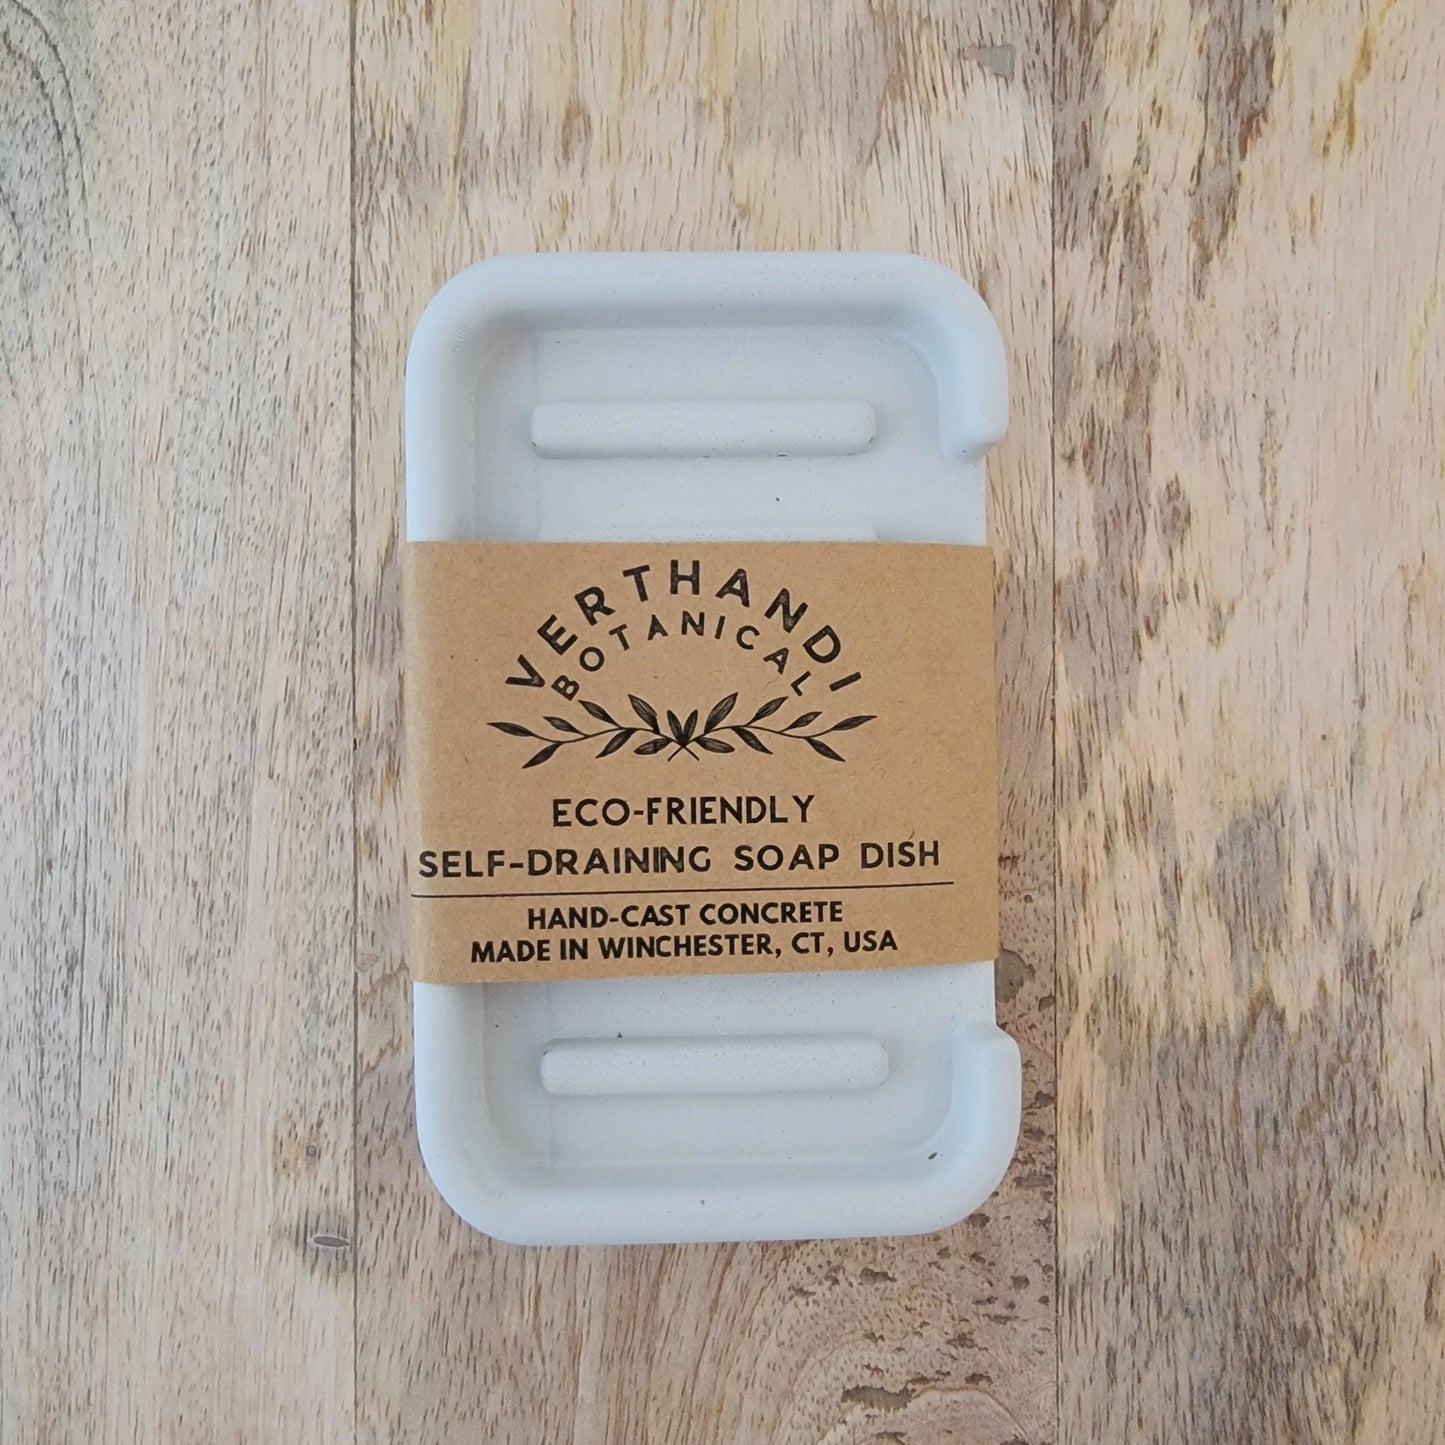 VERTHANDI
BOTANICAL
ECO-FRIENDLY
SELF-DRAINING SOAP DISH
HAND-CAST CONCRETE
MADE IN WINCHESTER, CT, USA